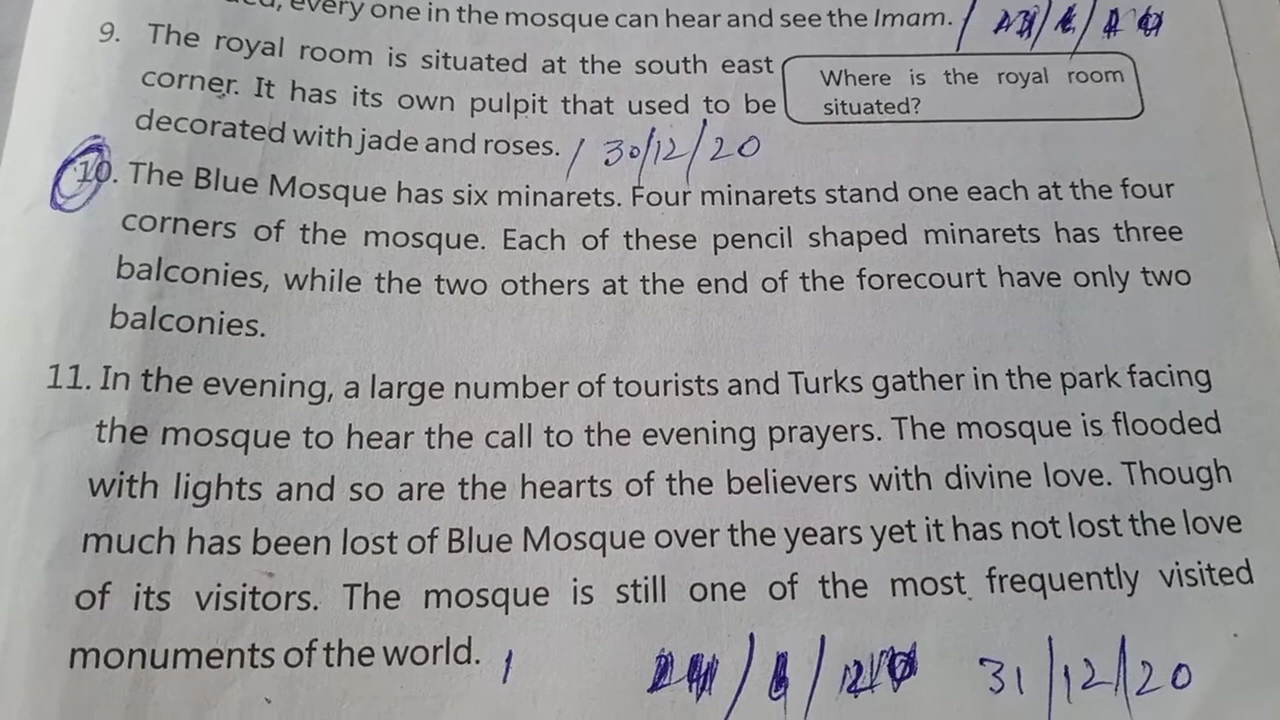 every one in the mosque can hear and see the Imam. /
9. The royal room is situated at the south east
corner. It has its own pulpit that used to be
decorated with jade and roses. / 30/12/20
Where is the royal room
situated?
10. The Blue Mosque has six minarets. Four minarets stand one each at the four
corners of the mosque. Each of these pencil shaped minarets has three
balconies, while the two others at the end of the forecourt have only two
balconies.
11. In the evening, a large number of tourists and Turks gather in the park facing
the mosque to hear the call to the evening prayers. The mosque is flooded
with lights and so are the hearts of the believers with divine love. Though
much has been lost of Blue Mosque over the years yet it has not lost the love
of its visitors. The mosque is still one of the most frequently visited
monuments of the world. /
31/12/20